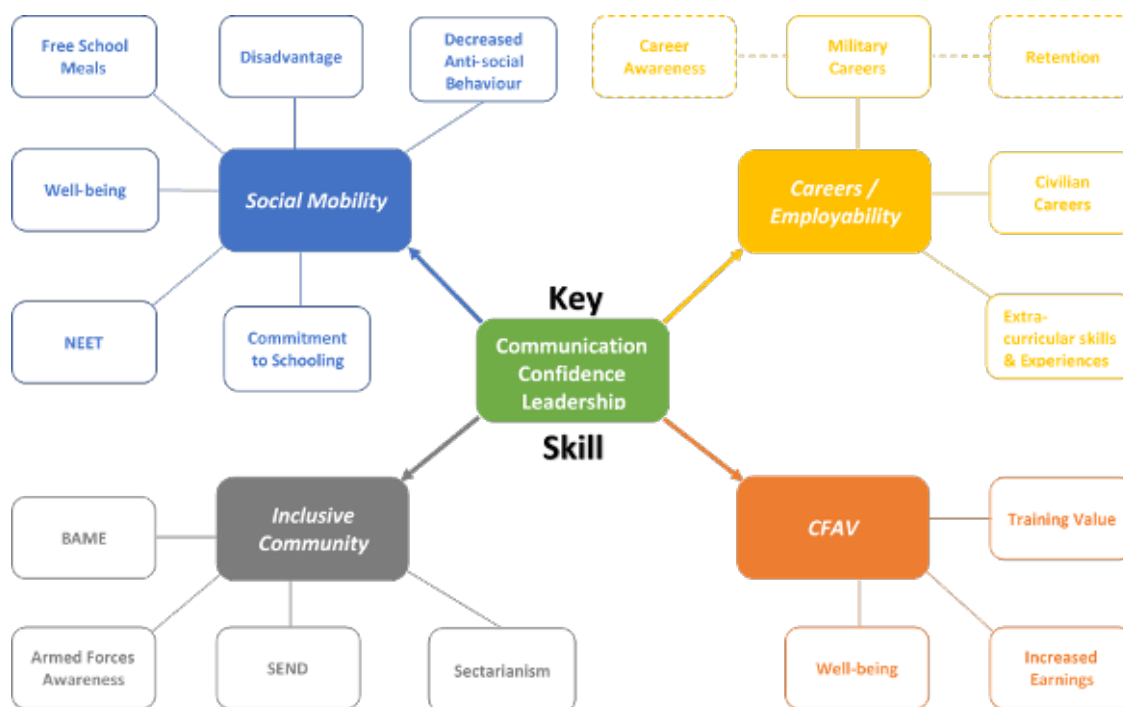 Free School
Meals
Disadvantage
Decreased
Anti-social
Behaviour
Well-being
Social Mobility
NEET
Commitment
to Schooling
Career
Awareness
Military
Careers
Retention
Careers /
Employability
Civilian
Careers
Extra-
curricular skills
& Experiences
Key
Communication
Confidence
Leadership
Skill
Inclusive
Community
BAME
Armed Forces
Awareness
SEND
Sectarianism
CFAV
Training Value
Well-being
Increased
Earnings